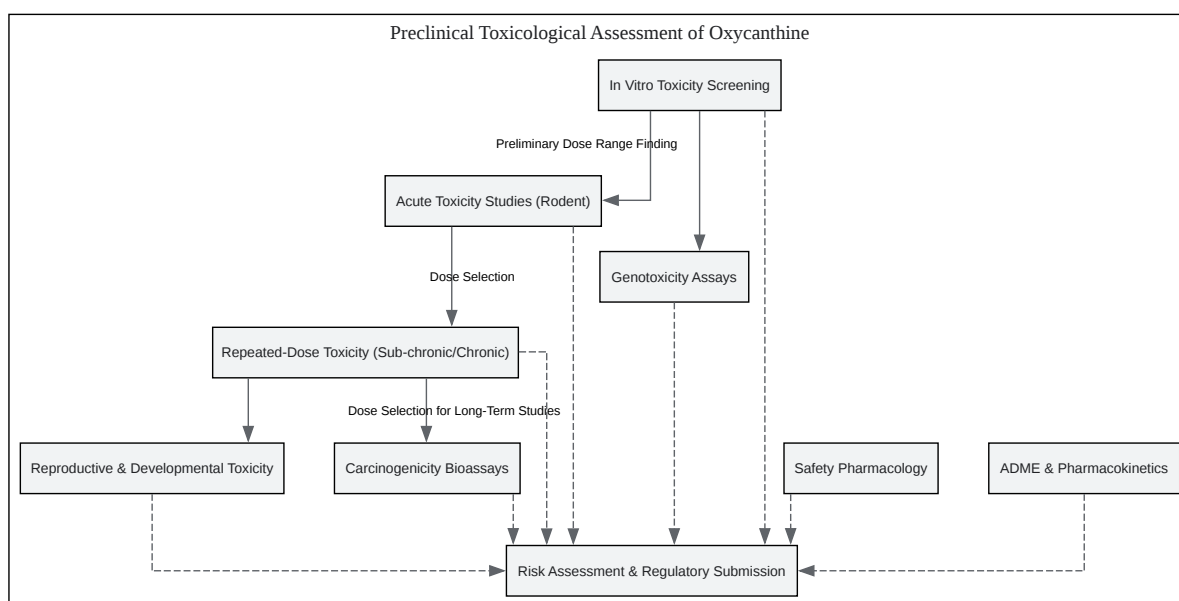 Preclinical Toxicological Assessment of Oxycanthine
In Vitro Toxicity Screening
Preliminary Dose Range Finding
Acute Toxicity Studies (Rodent)
Dose Selection
Genotoxicity Assays
Repeated-Dose Toxicity (Sub-chronic/Chronic)
Dose Selection for Long-Term Studies
Reproductive & Developmental Toxicity
Carcinogenicity Bioassays
Safety Pharmacology
ADME & Pharmacokinetics
Risk Assessment & Regulatory Submission